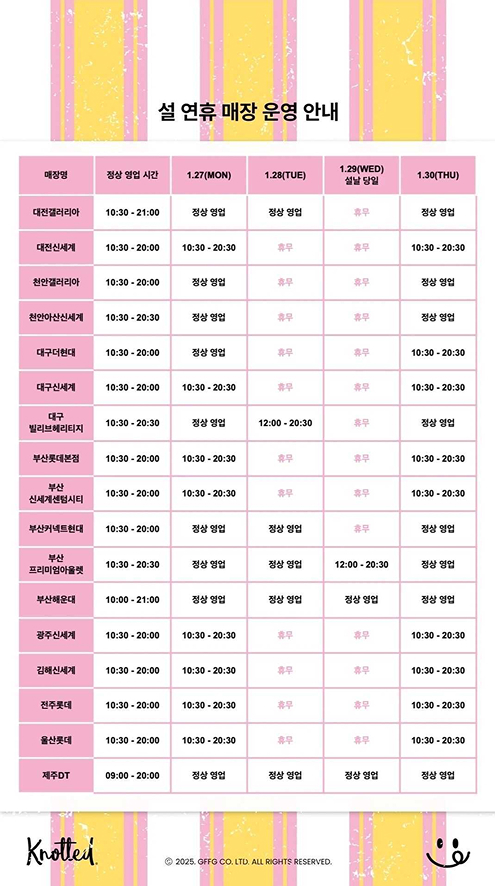 설 연휴 매장 운영 안내
매장명 정상 영업 시간 1.27(MON) 1.28(TUE) 1.29(WED) 설날 당일 1.30(THU)
대전갤러리아 10:30 - 21:00 정상 영업 정상 영업 휴무 정상 영업
대전신세계 10:30 - 20:00 10:30 - 20:30 휴무 휴무 10:30 - 20:30
천안갤러리아 10:30 - 20:00 정상 영업 휴무 휴무 정상 영업
천안아산신세계 10:30 - 20:30 정상 영업 휴무 휴무 정상 영업
대구더현대 10:30 - 20:00 정상 영업 휴무 휴무 10:30 - 20:30
대구신세계 10:30 - 20:00 10:30 - 20:30 휴무 휴무 10:30 - 20:30
대구 빌리브헤리티지 10:30 - 20:30 정상 영업 12:00 - 20:30 휴무 정상 영업
부산롯데본점 10:30 - 20:00 10:30 - 20:30 휴무 휴무 10:30 - 20:30
부산 신세계센텀시티 10:30 - 20:00 10:30 - 20:30 휴무 휴무 10:30 - 20:30
부산커넥트현대 10:30 - 20:00 정상 영업 정상 영업 휴무 정상 영업
부산 프리미엄아울렛 10:30 - 20:30 정상 영업 정상 영업 12:00 - 20:30 정상 영업
부산해운대 10:00 - 21:00 정상 영업 정상 영업 정상 영업 정상 영업
광주신세계 10:30 - 20:00 10:30 - 20:30 휴무 휴무 10:30 - 20:30
김해신세계 10:30 - 20:00 10:30 - 20:30 휴무 휴무 10:30 - 20:30
전주롯데 10:30 - 20:00 10:30 - 20:30 휴무 휴무 10:30 - 20:30
울산롯데 10:30 - 20:00 10:30 - 20:30 휴무 휴무 10:30 - 20:30
제주DT 09:00 - 20:00 정상 영업 정상 영업 정상 영업 정상 영업
Knotted
© 2025. GFFG CO. LTD. ALL RIGHTS RESERVED.